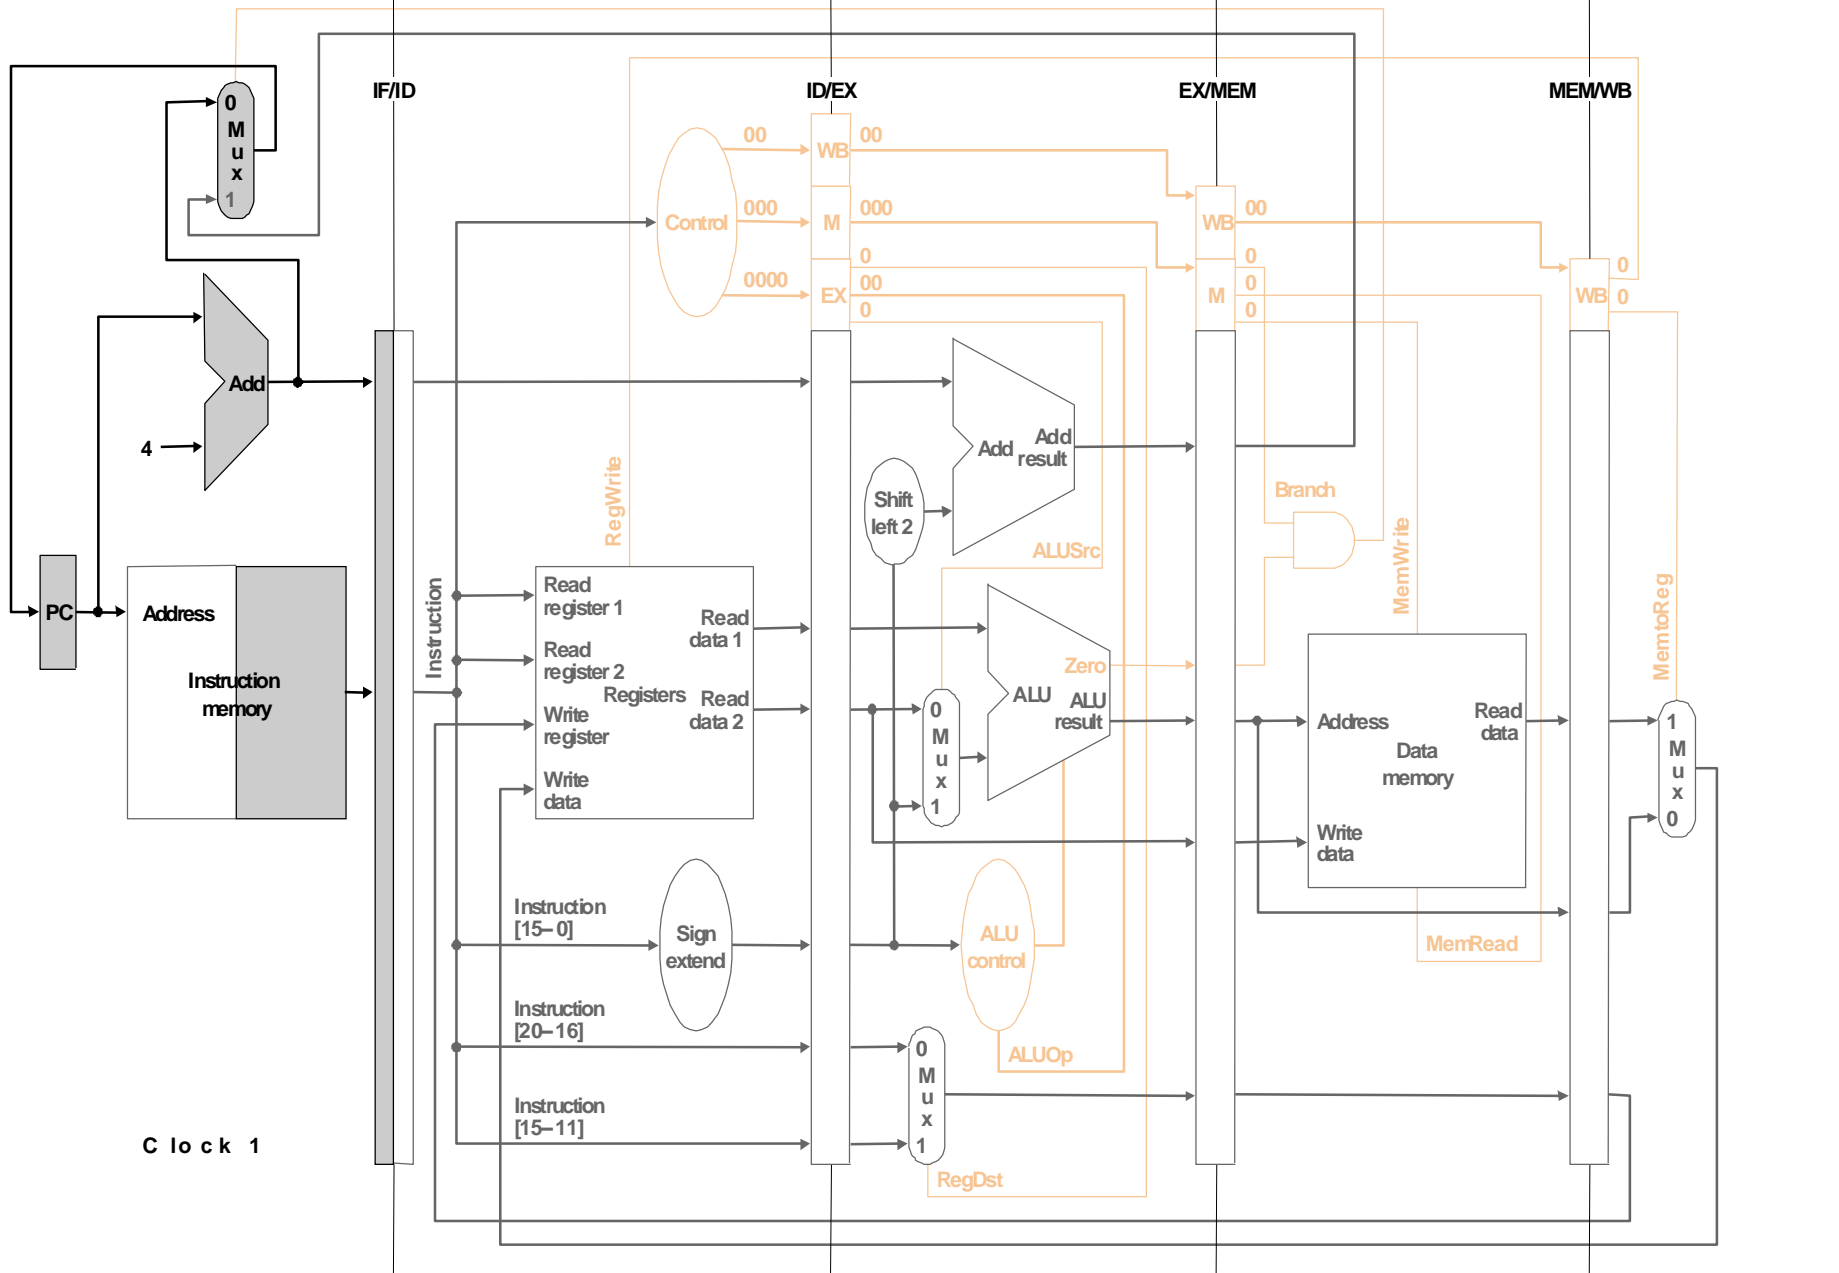 IF/ID
ID/EX
EX/MEM
MEM/WB
0
M
u
x
1
00
WB
00
Control
000
M
000
0000
EX
0
00
0
WB
00
M
0
0
0
WB
0
0
Add
4
RegWrite
Add
Add
result
Shift
left 2
ALUSrc
Branch
MemWrite
MemtoReg
PC
Address
Instruction
memory
Instruction
Read
register 1
Read
register 2
Write
register
Write
data
Registers
Read
data 1
Read
data 2
0
M
u
x
1
Zero
ALU
ALU
result
Address
Data
memory
Read
data
Write
data
1
M
u
x
0
Instruction
[15–0]
Sign
extend
ALU
control
MemRead
Instruction
[20–16]
0
M
u
x
1
ALUOp
Instruction
[15–11]
RegDst
Clock 1